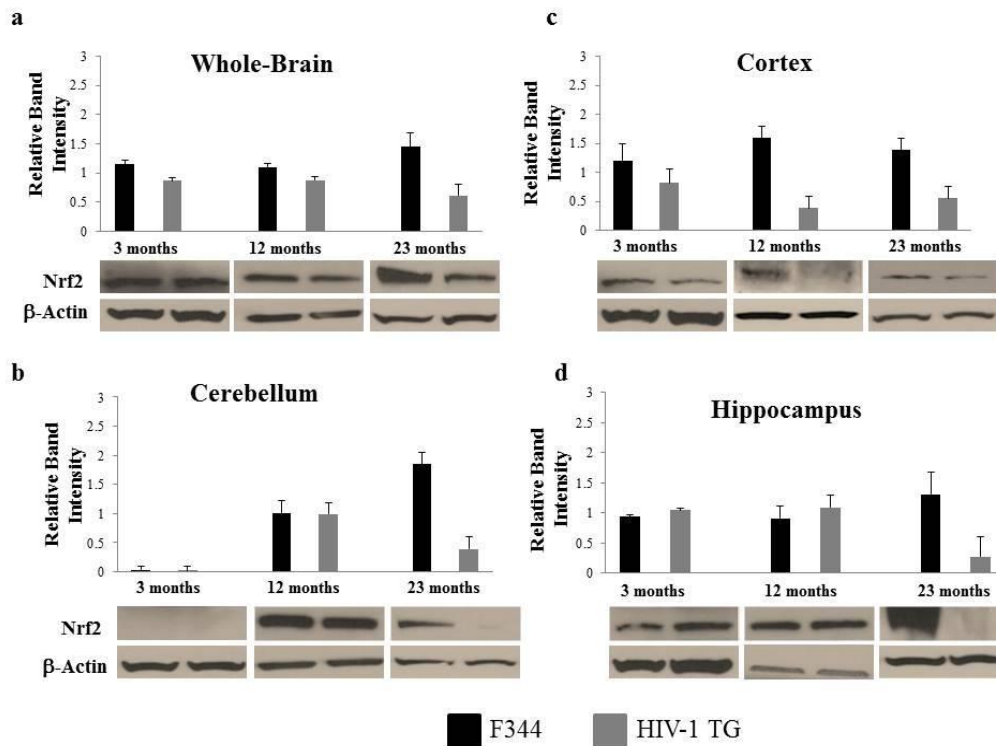 a
Whole-Brain
Relative Band
Intensity
3
2.5
2
1.5
1
0.5
0
3 months 12 months 23 months
Nrf2
β-Actin
c
Cortex
Relative Band
Intensity
3
2.5
2
1.5
1
0.5
0
3 months 12 months 23 months
b
Cerebellum
Relative Band
Intensity
3
2.5
2
1.5
1
0.5
0
3 months 12 months 23 months
Nrf2
β-Actin
d
Hippocampus
Relative Band
Intensity
3
2.5
2
1.5
1
0.5
0
3 months 12 months 23 months
F344 HIV-1 TG